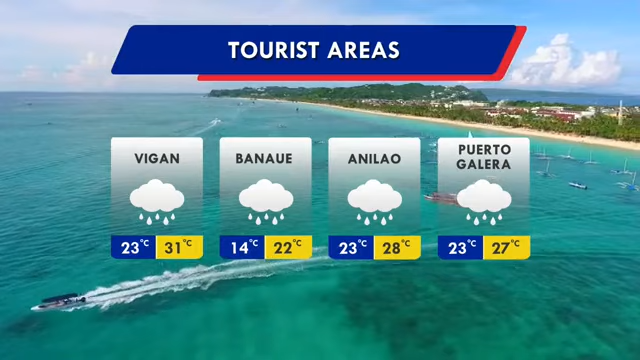 TOURIST AREAS
VIGAN
23°C 31°C
BANAUE
14°C 22°C
ANILAO
23°C 28°C
PUERTO
GALERA
23°C 27°C